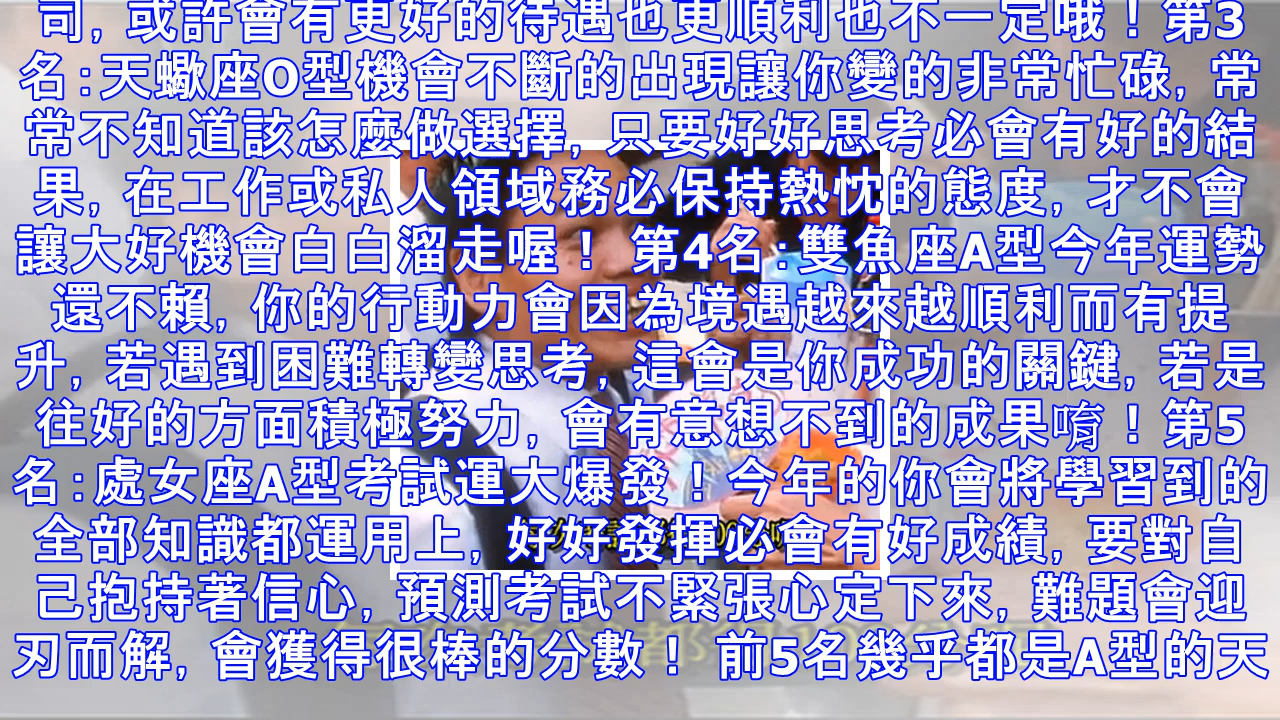 司, 或許會有更好的待遇也更順利也不一定哦！第3
名:天蠍座O型機會不斷的出現讓你變的非常忙碌, 常
常不知道該怎麼做選擇, 只要好好思考必會有好的結
果, 在工作或私人領域務必保持熱忱的態度, 才不會
讓大好機會白白溜走喔！ 第4名:雙魚座A型今年運勢
還不賴, 你的行動力會因為境遇越來越順利而有提
升, 若遇到困難轉變思考, 這會是你成功的關鍵, 若是
往好的方面積極努力, 會有意想不到的成果唷！第5
名:處女座A型考試運大爆發！今年的你會將學習到的
全部知識都運用上, 好好發揮必會有好成績, 要對自
己抱持著信心, 預測考試不緊張心定下來, 難題會迎
刃而解, 會獲得很棒的分數！ 前5名幾乎都是A型的天